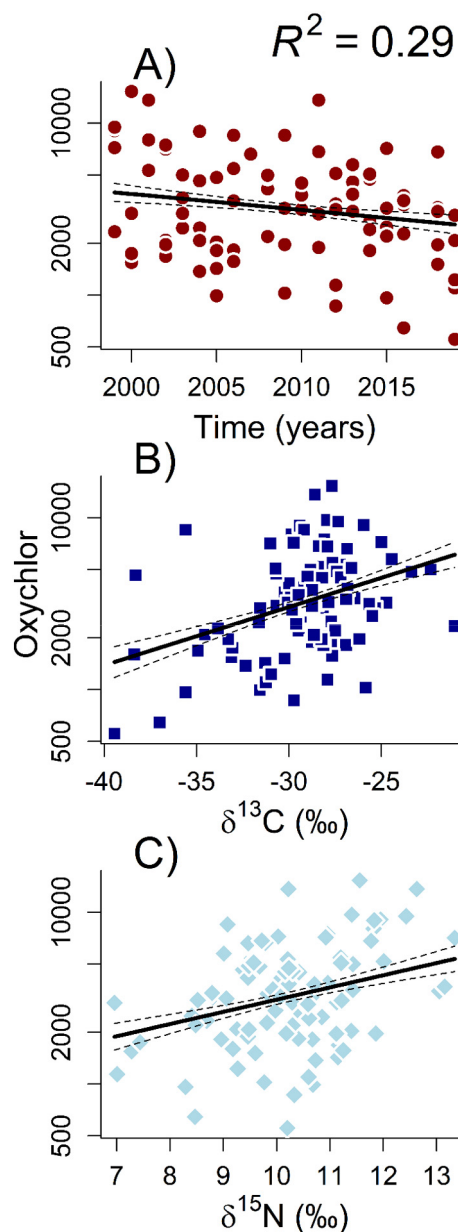 R² = 0.29
A)
10000
2000
500
2000 2005 2010 2015
Time (years)
B)
Oxychlor
10000
2000
500
-40 -35 -30 -25
δ¹³C (‰)
C)
10000
2000
500
7 8 9 10 11 12 13
δ¹⁵N (‰)